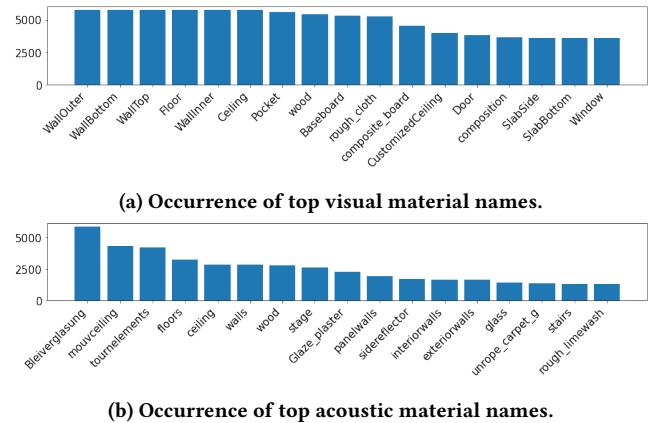 5000
2500
0
WallOuter
WallBottom
WallTop
Floor
WallInner
Ceiling
Pocket
wood
Baseboard
rough_cloth
composite_board
CustomizedCeiling
Door
composition
SlabSide
SlabBottom
Window
(a) Occurrence of top visual material names.
5000
2500
0
Bleiverglasung
mouvceiling
tournelements
floors
ceiling
walls
wood
stage
Glaze_plaster
panelwalls
sidereflector
interiorwalls
exteriorwalls
glass
unrope_carpet_g
stairs
rough_limewash
(b) Occurrence of top acoustic material names.